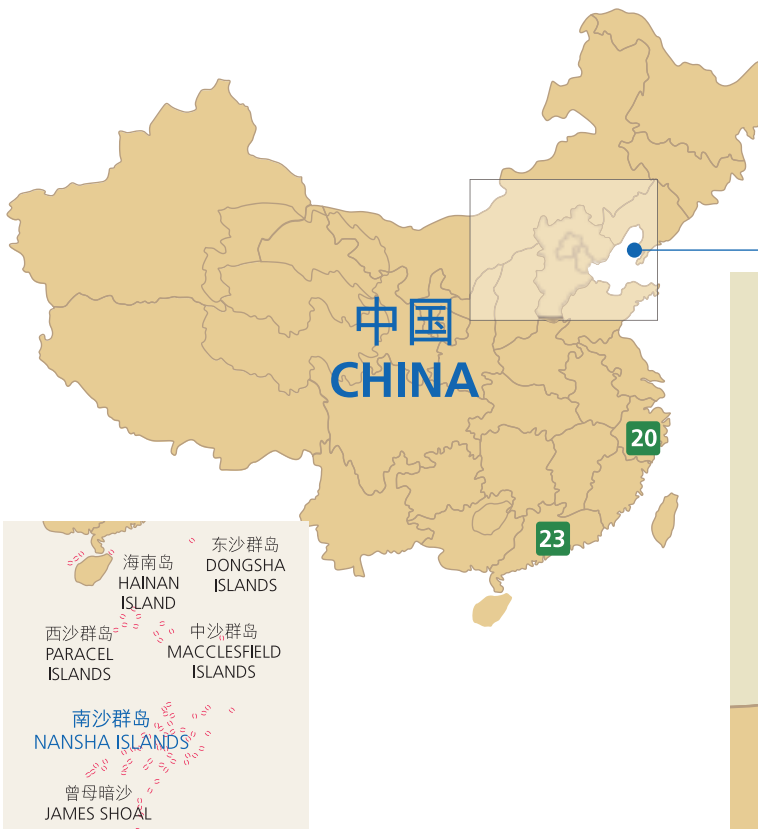 中国
CHINA
20
23
海南岛
HAINAN
ISLAND
东沙群岛
DONGSHA
ISLANDS
西沙群岛
PARACEL
ISLANDS
中沙群岛
MACCLESFIELD
ISLANDS
南沙群岛
NANSHA ISLANDS
曾母暗沙
JAMES SHOAL